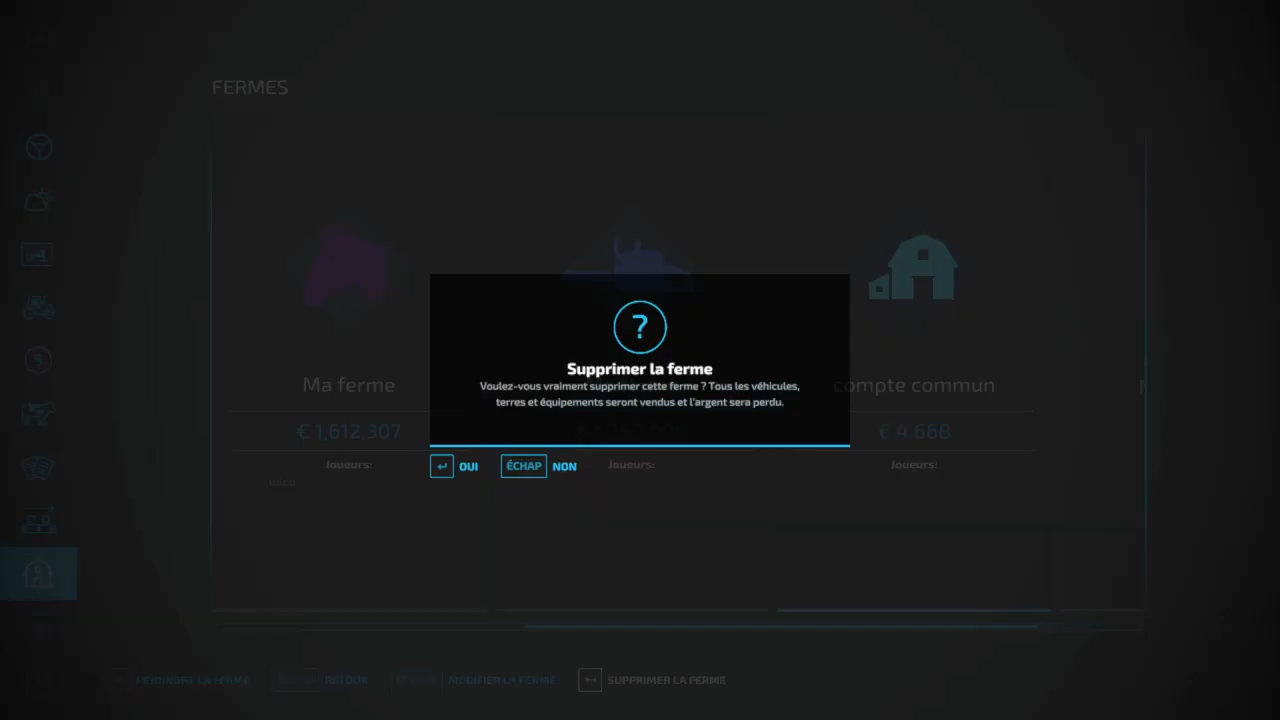 FERMES
Ma ferme
compte commun
€ 1,612,307
€ 4,668
Joueurs:
Joueurs:
Joueurs:
Supprimer la ferme
Voulez-vous vraiment supprimer cette ferme ? Tous les véhicules,
terres et équipements seront vendus et l'argent sera perdu.
OUI
ÉCHAP NON
REJOINDRE LA FERME
RETOUR
MODIFIER LA FERME
SUPPRIMER LA FERME